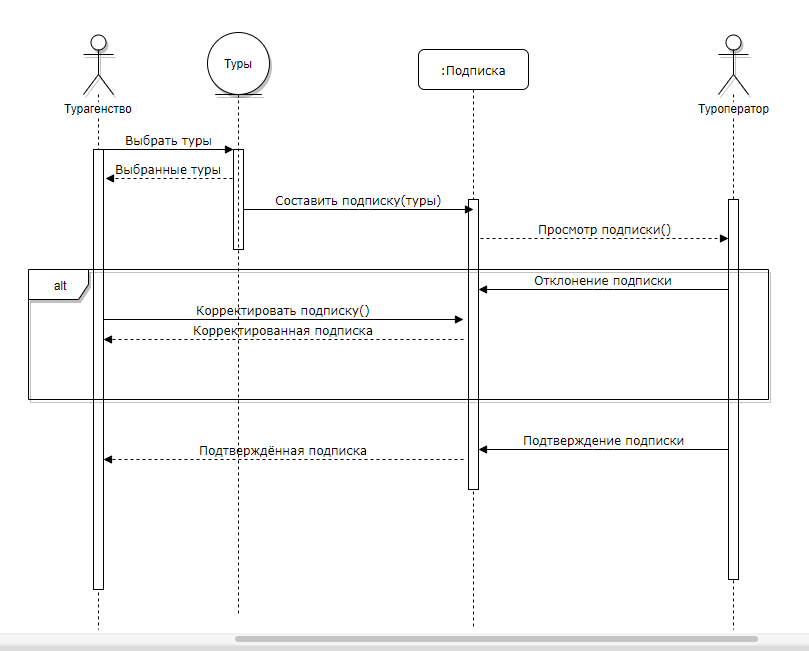 Туры
:Подписка
Турагенство
Туроператор
Выбрать туры
Выбранные туры
Составить подписку(туры)
Просмотр подписки()
alt
Отклонение подписки
Корректировать подписку()
Корректированная подписка
Подтверждение подписки
Подтверждённая подписка